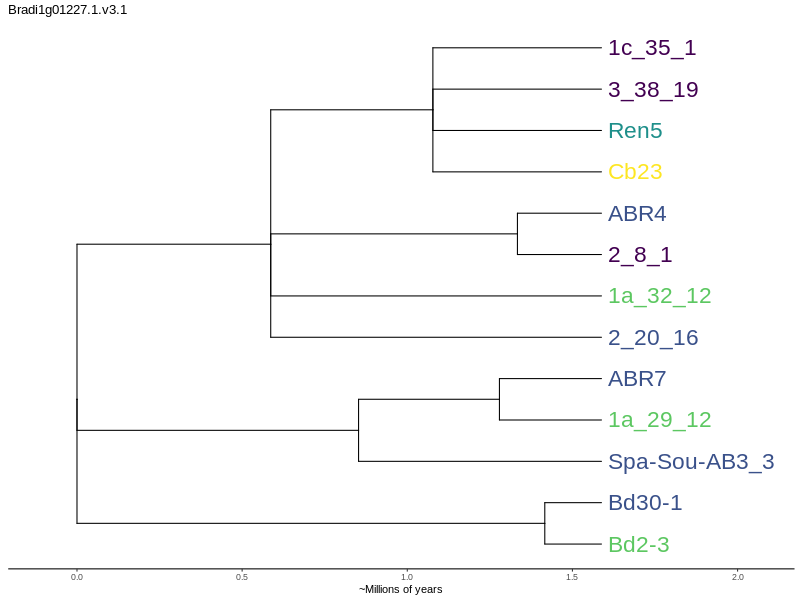 Bradi1g01227.1.v3.1
1c_35_1
3_38_19
Ren5
Cb23
ABR4
2_8_1
1a_32_12
2_20_16
ABR7
1a_29_12
Spa-Sou-AB3_3
Bd30-1
Bd2-3
0.0 0.5 1.0 1.5 2.0
~Millions of years